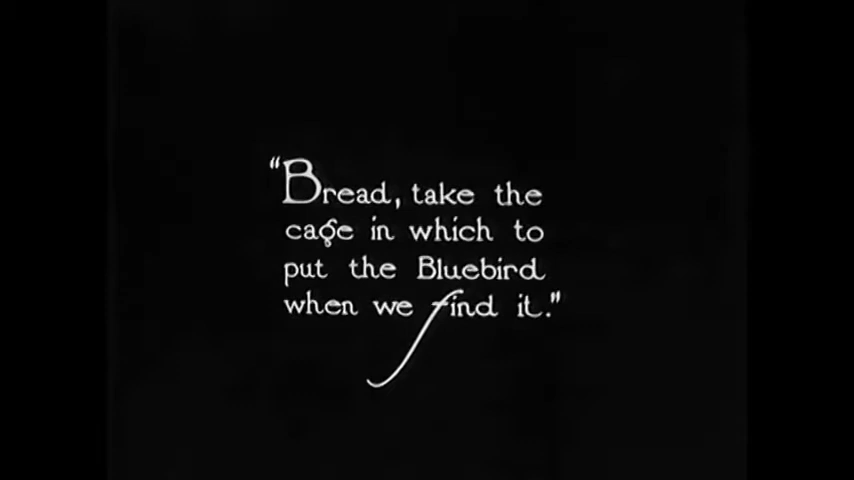 “Bread, take the
cage in which to
put the Bluebird
when we find it.”